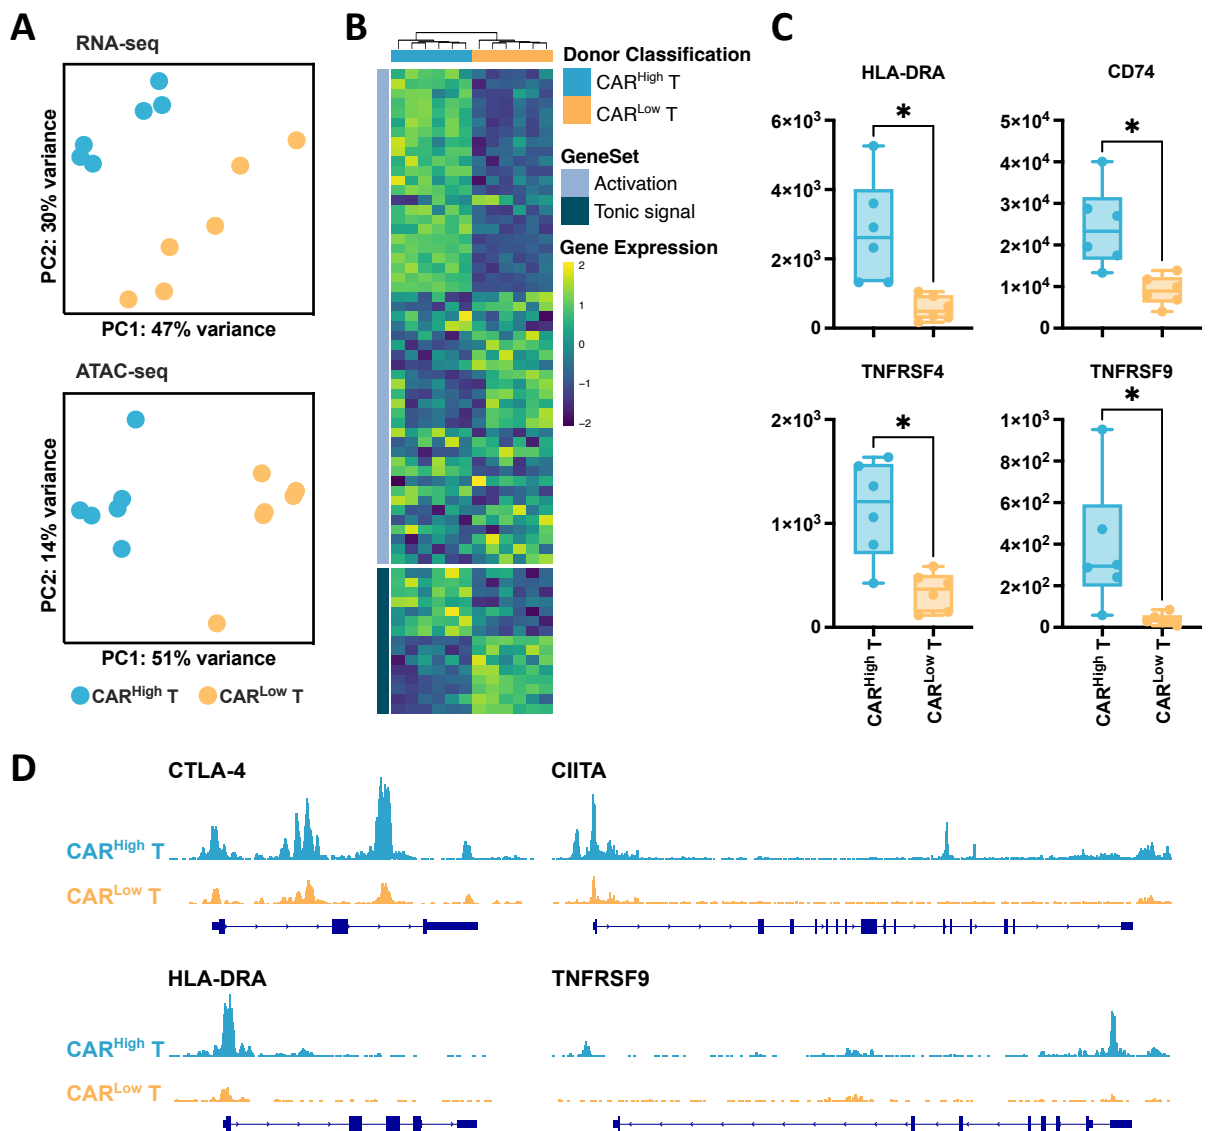 A
RNA-seq
PC2: 30% variance
PC1: 47% variance
ATAC-seq
PC2: 14% variance
PC1: 51% variance
CARHigh T
CARLow T
B
Donor Classification
CARHigh T
CARLow T
GeneSet
Activation
Tonic signal
Gene Expression
2
1
0
−1
−2
C
HLA-DRA
*
6×10³
4×10³
2×10³
0
CD74
*
5×10⁴
4×10⁴
3×10⁴
2×10⁴
1×10⁴
0
TNFRSF4
*
2×10³
1×10³
0
CARHigh T
CARLow T
TNFRSF9
*
1×10³
8×10²
6×10²
4×10²
2×10²
0
CARHigh T
CARLow T
D
CTLA-4
CIITA
CARHigh T
CARLow T
HLA-DRA
TNFRSF9
CARHigh T
CARLow T